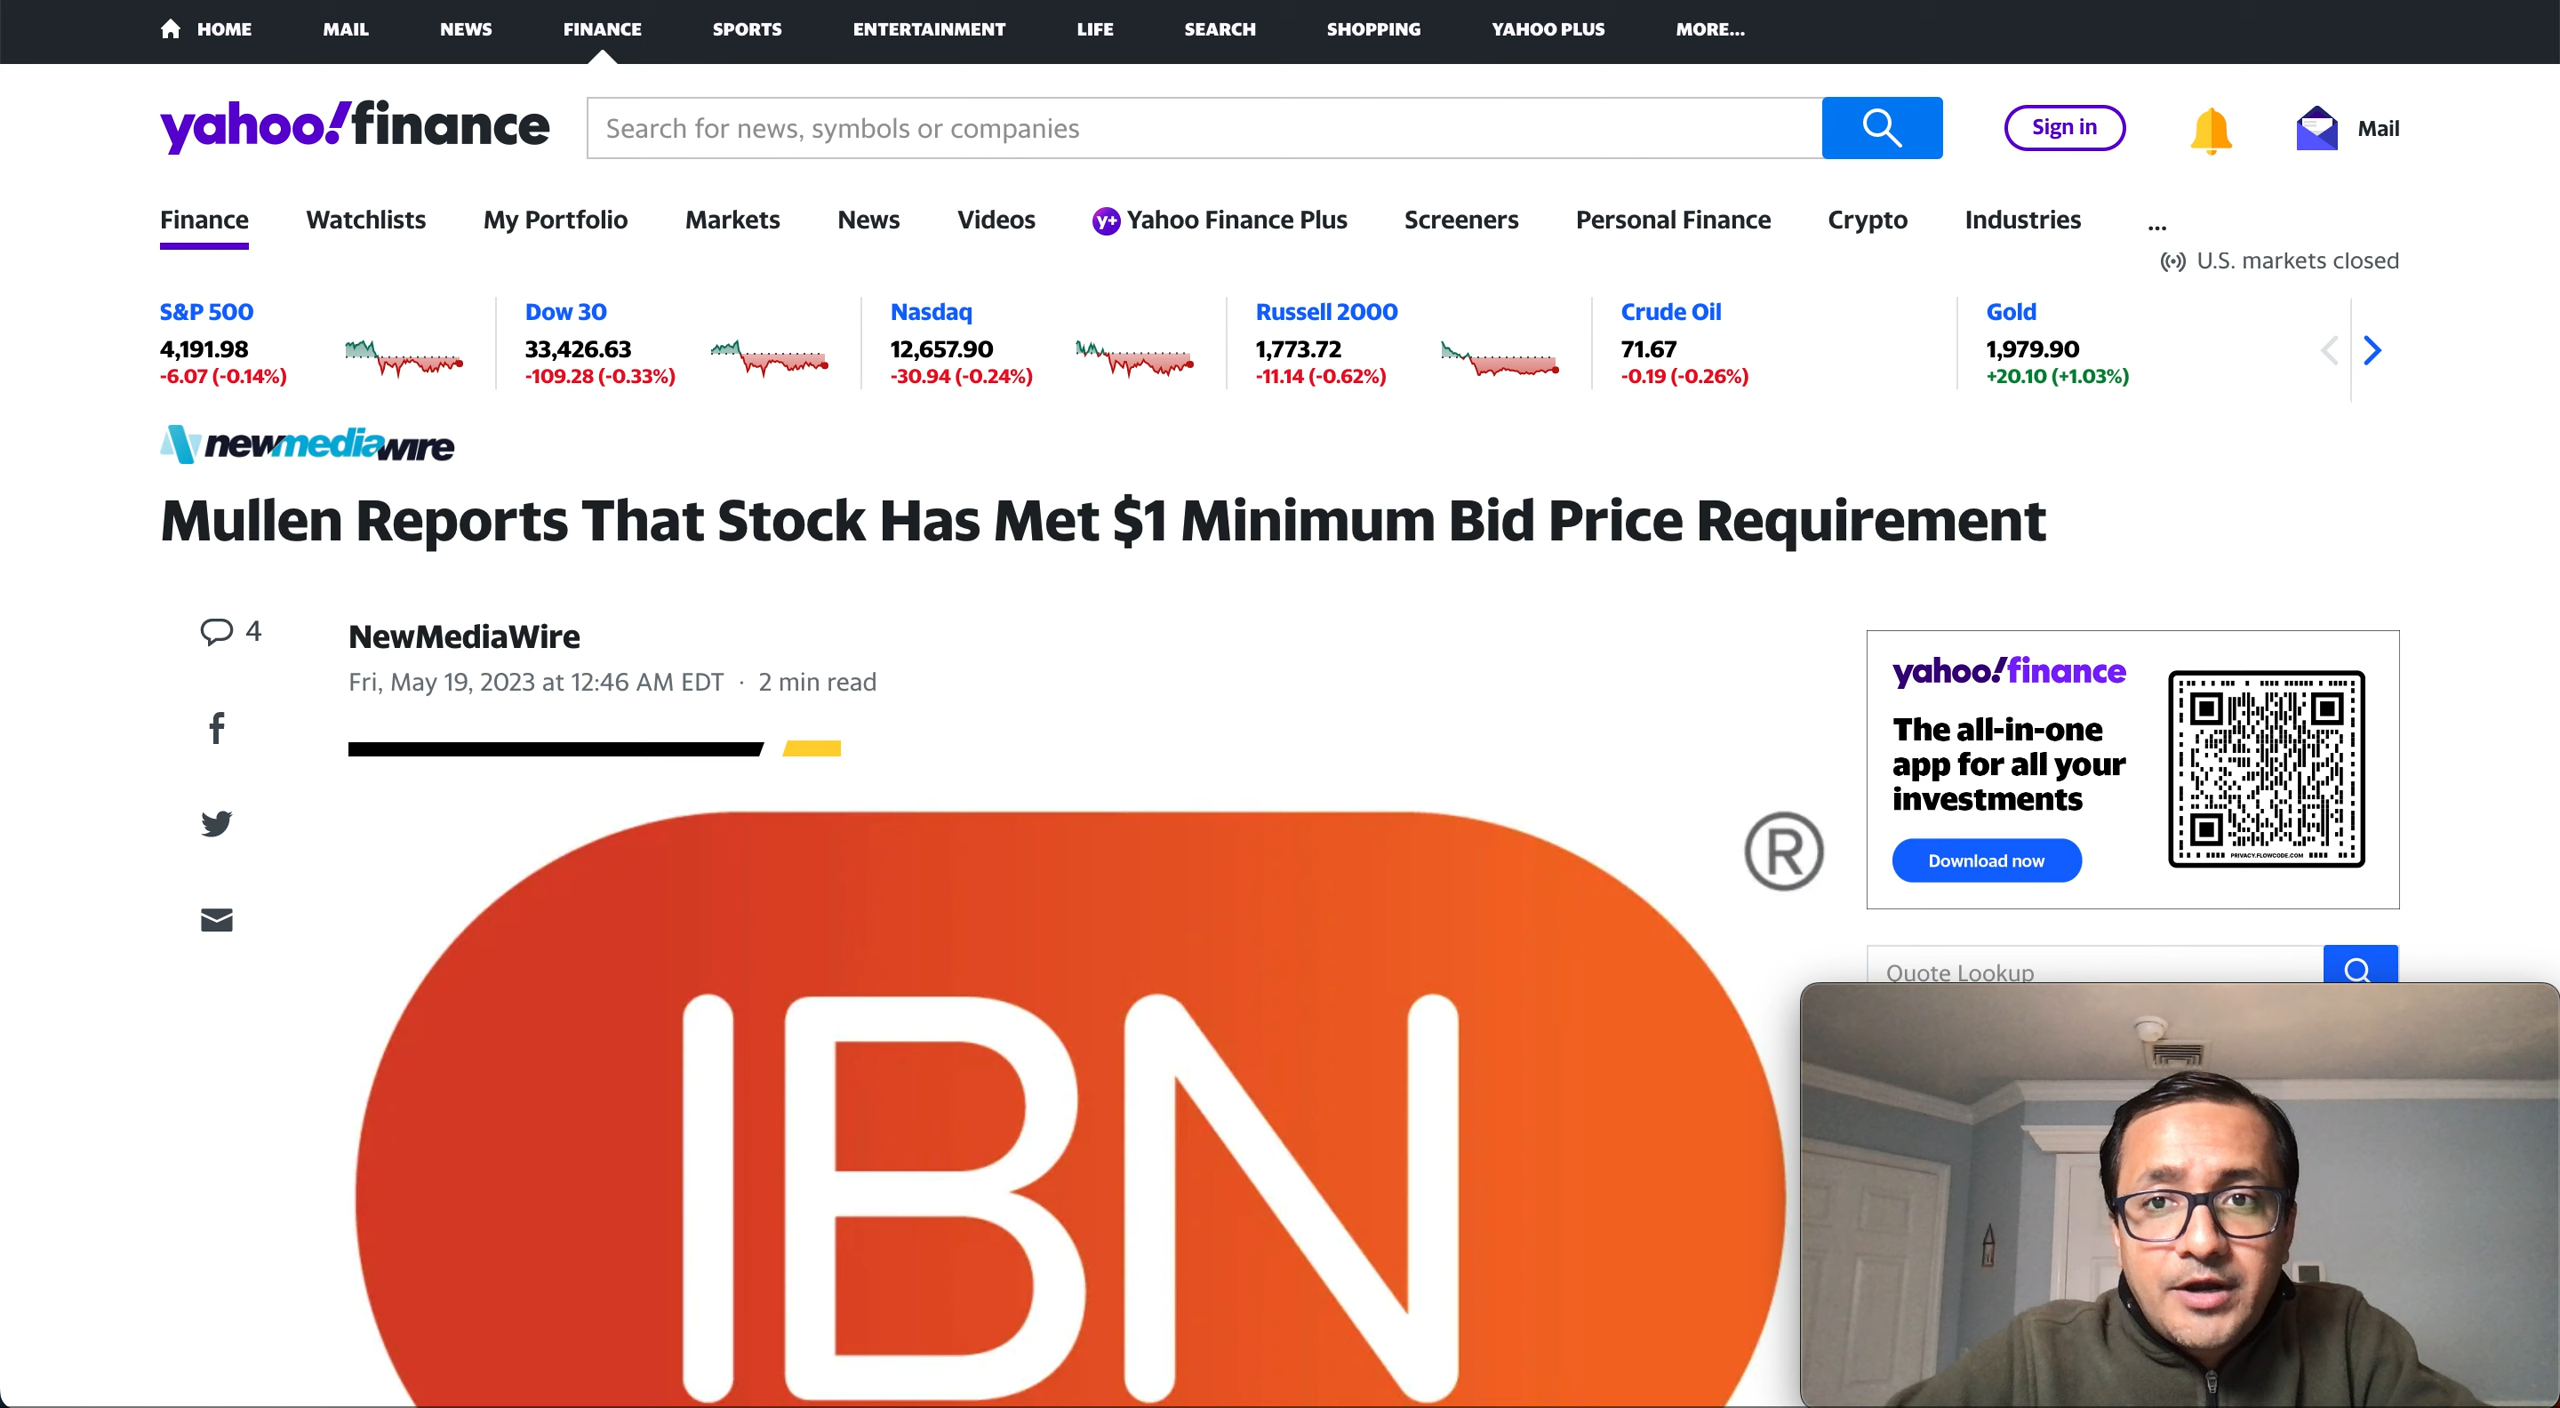 HOME MAIL NEWS FINANCE SPORTS ENTERTAINMENT LIFE SEARCH SHOPPING YAHOO PLUS MORE...
yahoo!finance
Search for news, symbols or companies
Sign in
Mail
Finance Watchlists My Portfolio Markets News Videos y+ Yahoo Finance Plus Screeners Personal Finance Crypto Industries ...
U.S. markets closed
S&P 500
4,191.98
-6.07 (-0.14%)
Dow 30
33,426.63
-109.28 (-0.33%)
Nasdaq
12,657.90
-30.94 (-0.24%)
Russell 2000
1,773.72
-11.14 (-0.62%)
Crude Oil
71.67
-0.19 (-0.26%)
Gold
1,979.90
+20.10 (+1.03%)
newmediawire
Mullen Reports That Stock Has Met $1 Minimum Bid Price Requirement
4
NewMediaWire
Fri, May 19, 2023 at 12:46 AM EDT · 2 min read
IBN
®
yahoo!finance
The all-in-one
app for all your
investments
Download now
PRIVACY.FLOWCODE.COM
Quote Lookup